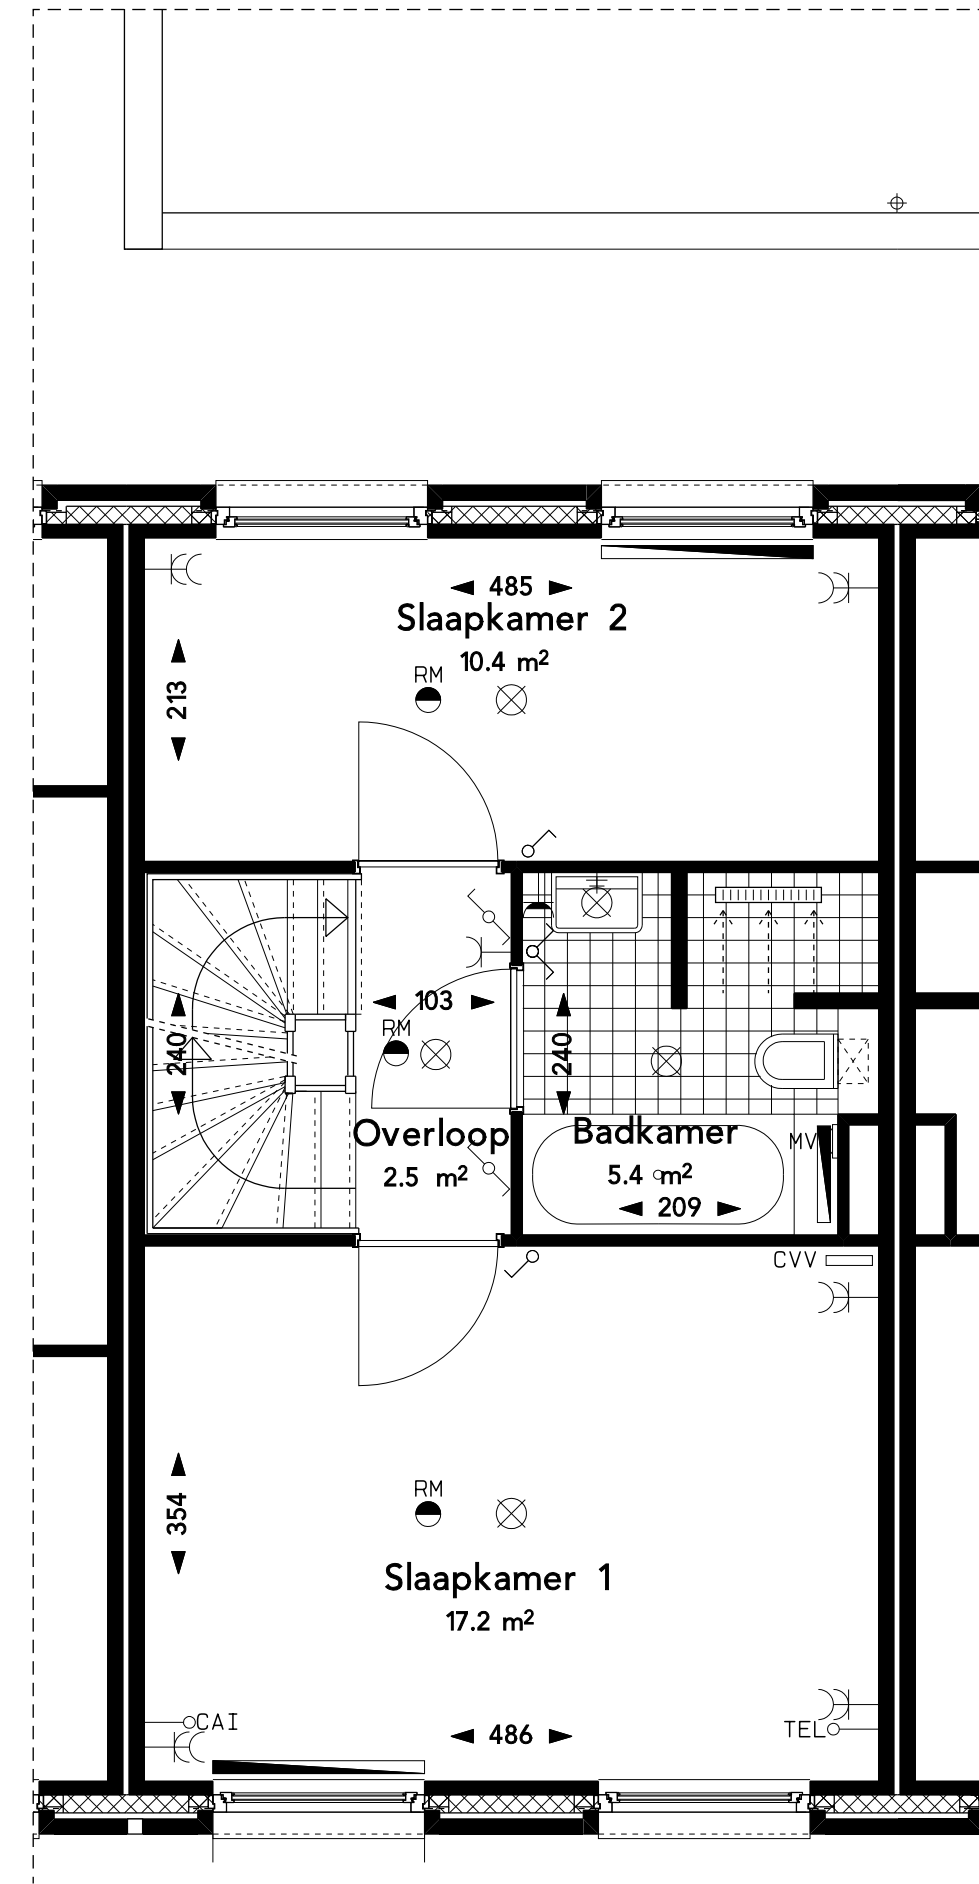 485
Slaapkamer 2
10.4 m²
RM
213
103
RM
240
240
Overloop
2.5 m²
Badkamer
5.4 m²
209
MV
CVV
354
RM
Slaapkamer 1
17.2 m²
CAI
486
TEL